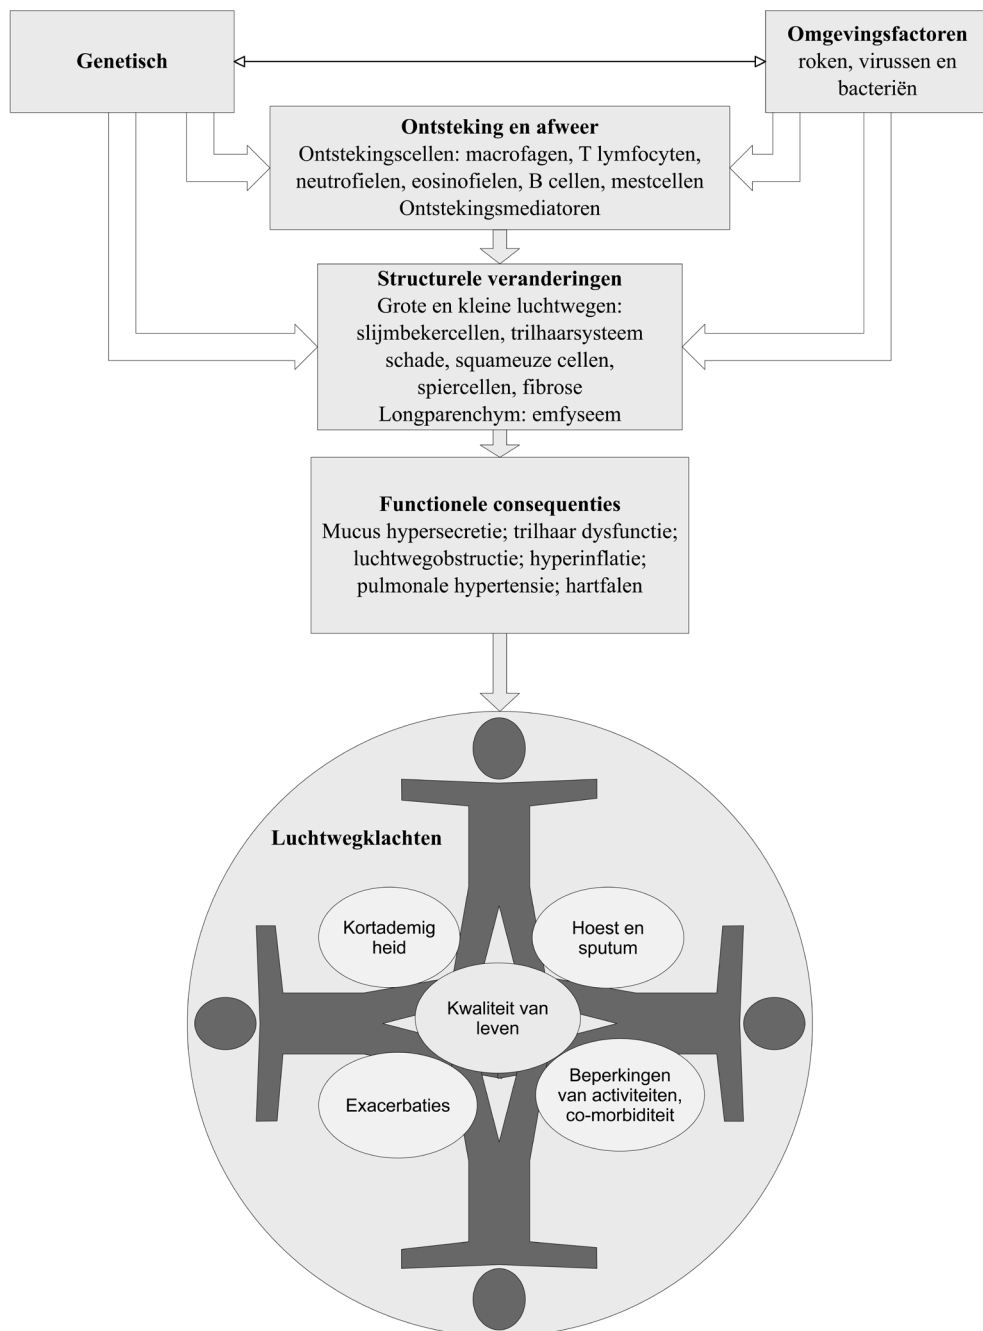 Genetisch
Omgevingsfactoren
roken, virussen en
bacteriën
Ontsteking en afweer
Ontstekingscellen: macrofagen, T lymfocyten,
neutrofielen, eosinofielen, B cellen, mestcellen
Ontstekingsmediatoren
Structurele veranderingen
Grote en kleine luchtwegen:
slijmbekercellen, trilhaarsysteem
schade, squameuze cellen,
spiercellen, fibrose
Longparenchym: emfyseem
Functionele consequenties
Mucus hypersecretie; trilhaar dysfunctie;
luchtwegobstructie; hyperinflatie;
pulmonale hypertensie; hartfalen
Luchtwegklachten
Kortademig
heid
Hoest en
sputum
Kwaliteit van
leven
Exacerbaties
Beperkingen
van activiteiten,
co-morbiditeit